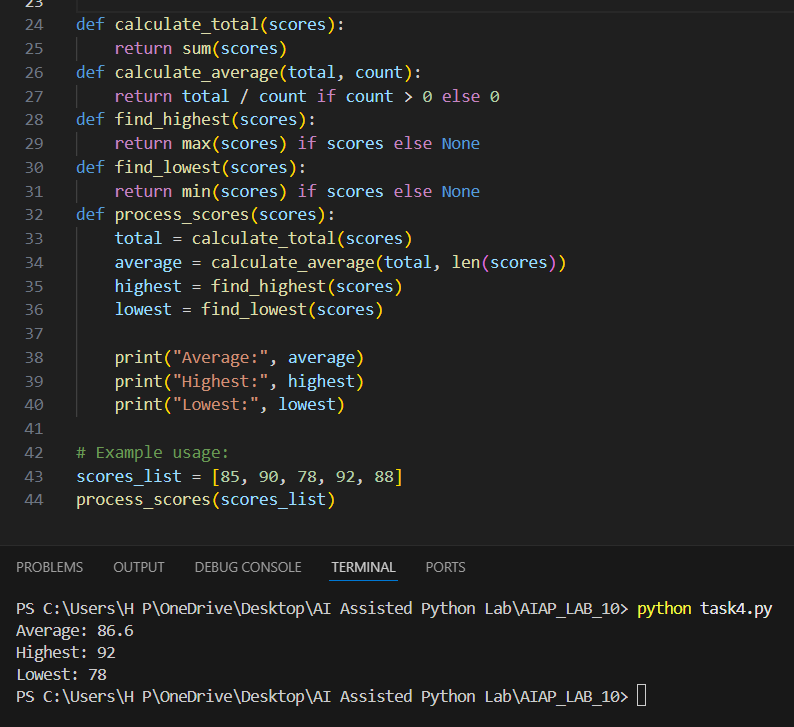 23
24 def calculate_total(scores):
25     return sum(scores)
26 def calculate_average(total, count):
27     return total / count if count > 0 else 0
28 def find_highest(scores):
29     return max(scores) if scores else None
30 def find_lowest(scores):
31     return min(scores) if scores else None
32 def process_scores(scores):
33     total = calculate_total(scores)
34     average = calculate_average(total, len(scores))
35     highest = find_highest(scores)
36     lowest = find_lowest(scores)
37
38     print("Average:", average)
39     print("Highest:", highest)
40     print("Lowest:", lowest)
41
42 # Example usage:
43 scores_list = [85, 90, 78, 92, 88]
44 process_scores(scores_list)
PROBLEMS OUTPUT DEBUG CONSOLE TERMINAL PORTS
PS C:\Users\H P\OneDrive\Desktop\AI Assisted Python Lab\AIAP_LAB_10> python task4.py
Average: 86.6
Highest: 92
Lowest: 78
PS C:\Users\H P\OneDrive\Desktop\AI Assisted Python Lab\AIAP_LAB_10>